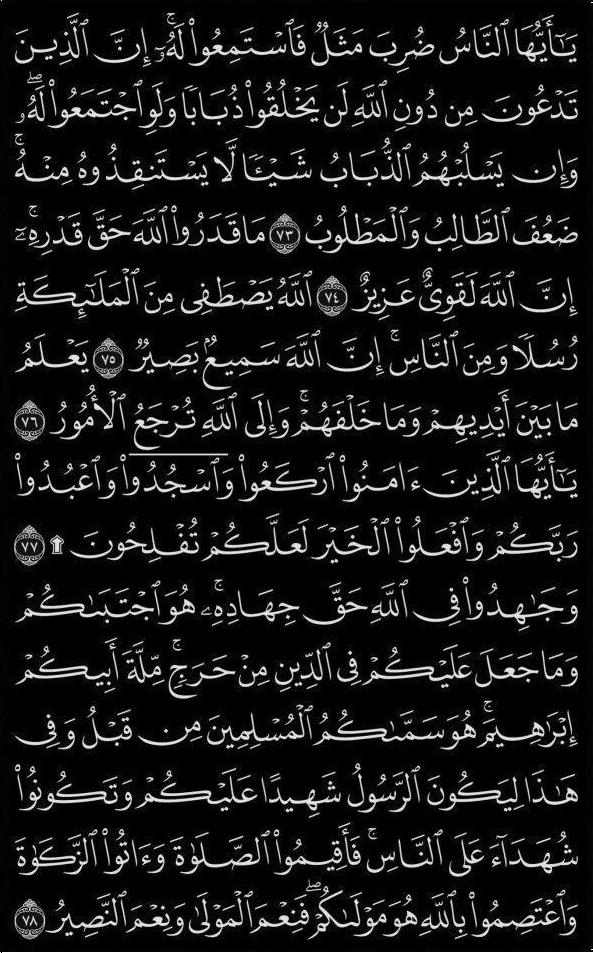 يَـٰٓأَيُّهَا ٱلنَّاسُ ضُرِبَ مَثَلٌ فَٱسْتَمِعُوا۟ لَهُۥٓ ۚ إِنَّ ٱلَّذِينَ
تَدْعُونَ مِن دُونِ ٱللَّهِ لَن يَخْلُقُوا۟ ذُبَابًا وَلَوِ ٱجْتَمَعُوا۟ لَهُۥ ۖ
وَإِن يَسْلُبْهُمُ ٱلذُّبَابُ شَيْـًٔا لَّا يَسْتَنقِذُوهُ مِنْهُ ۚ
ضَعُفَ ٱلطَّالِبُ وَٱلْمَطْلُوبُ ٧٣ مَا قَدَرُوا۟ ٱللَّهَ حَقَّ قَدْرِهِۦٓ ۚ
إِنَّ ٱللَّهَ لَقَوِىٌّ عَزِيزٌ ٧٤ ٱللَّهُ يَصْطَفِى مِنَ ٱلْمَلَـٰٓئِكَةِ
رُسُلًا وَمِنَ ٱلنَّاسِ ۚ إِنَّ ٱللَّهَ سَمِيعٌۢ بَصِيرٌ ٧٥ يَعْلَمُ
مَا بَيْنَ أَيْدِيهِمْ وَمَا خَلْفَهُمْ ۗ وَإِلَى ٱللَّهِ تُرْجَعُ ٱلْأُمُورُ ٧٦
يَـٰٓأَيُّهَا ٱلَّذِينَ ءَامَنُوا۟ ٱرْكَعُوا۟ وَٱسْجُدُوا۟ وَٱعْبُدُوا۟
رَبَّكُمْ وَٱفْعَلُوا۟ ٱلْخَيْرَ لَعَلَّكُمْ تُفْلِحُونَ ۩ ٧٧
وَجَـٰهِدُوا۟ فِى ٱللَّهِ حَقَّ جِهَادِهِۦ ۚ هُوَ ٱجْتَبَىٰكُمْ
وَمَا جَعَلَ عَلَيْكُمْ فِى ٱلدِّينِ مِنْ حَرَجٍ ۚ مِّلَّةَ أَبِيكُمْ
إِبْرَٰهِيمَ ۚ هُوَ سَمَّىٰكُمُ ٱلْمُسْلِمِينَ مِن قَبْلُ وَفِى
هَـٰذَا لِيَكُونَ ٱلرَّسُولُ شَهِيدًا عَلَيْكُمْ وَتَكُونُوا۟
شُهَدَآءَ عَلَى ٱلنَّاسِ ۚ فَأَقِيمُوا۟ ٱلصَّلَوٰةَ وَءَاتُوا۟ ٱلزَّكَوٰةَ
وَٱعْتَصِمُوا۟ بِٱللَّهِ هُوَ مَوْلَىٰكُمْ ۖ فَنِعْمَ ٱلْمَوْلَىٰ وَنِعْمَ ٱلنَّصِيرُ ٧٨